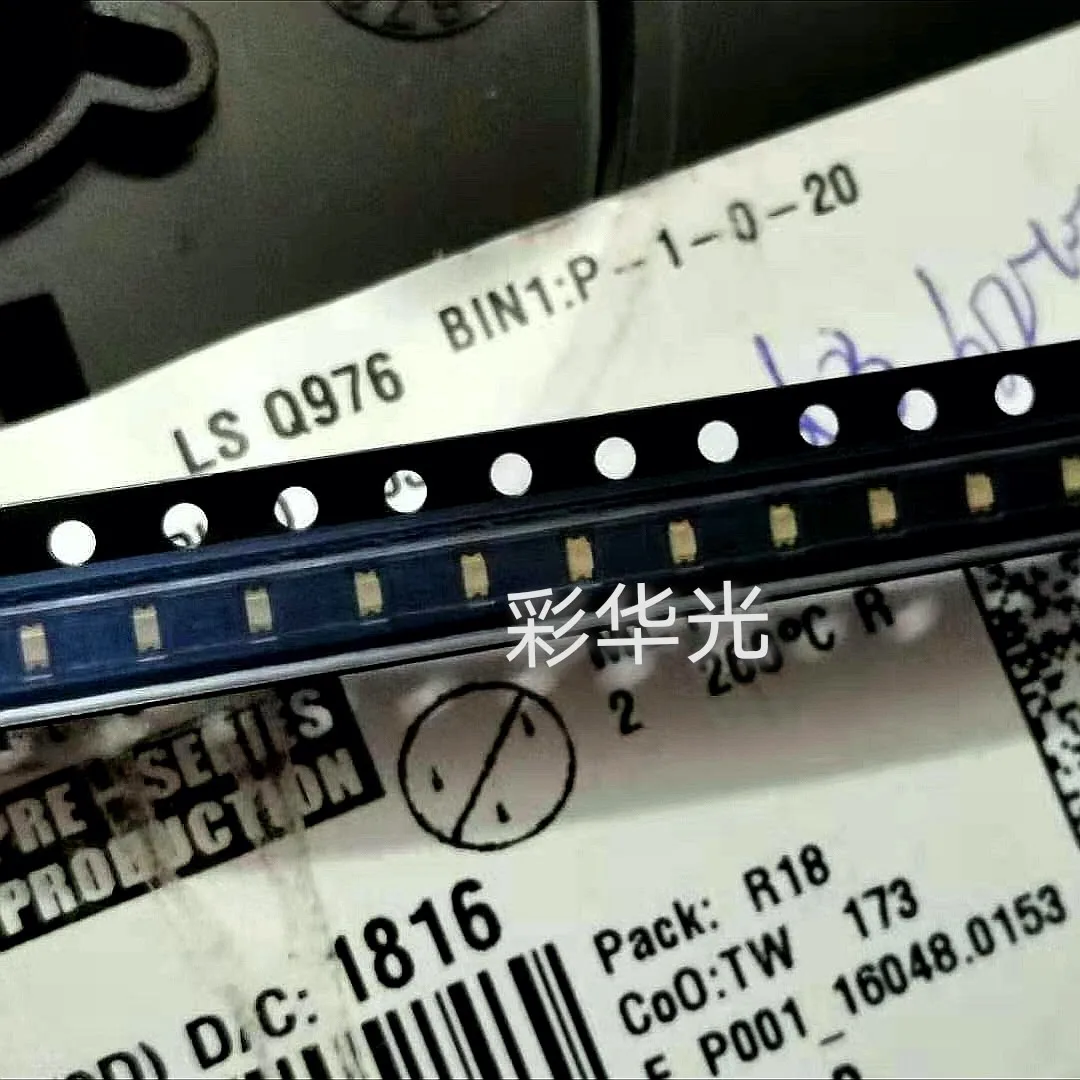 LS Q976 BIN1:P-1-0-20
彩华光
2 260°C R
PRE-SERIES
PRODUCTION
D/C: 1816
Pack: R18
CoO:TW 173
P001_16048.0153